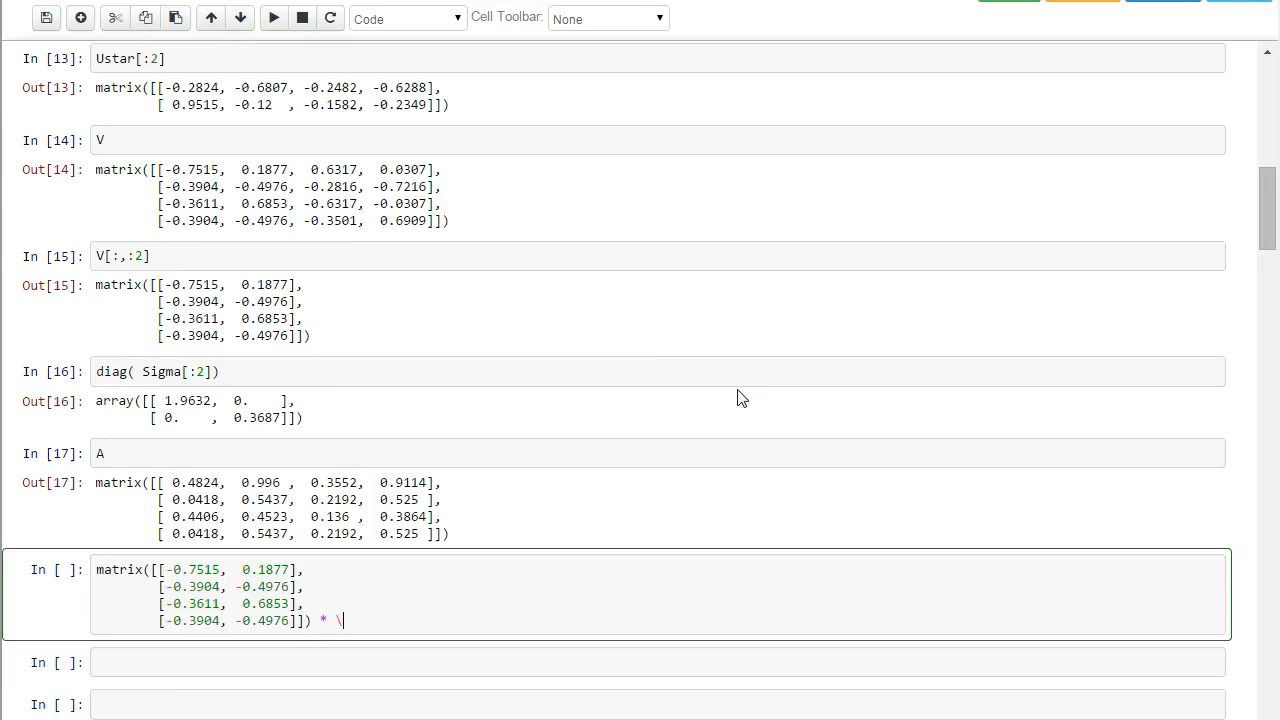 Code Cell Toolbar: None
In [13]: Ustar[:2]
Out[13]: matrix([[-0.2824, -0.6807, -0.2482, -0.6288],
[ 0.9515, -0.12  , -0.1582, -0.2349]])
In [14]: V
Out[14]: matrix([[-0.7515,  0.1877,  0.6317,  0.0307],
[-0.3904, -0.4976, -0.2816, -0.7216],
[-0.3611,  0.6853, -0.6317, -0.0307],
[-0.3904, -0.4976, -0.3501,  0.6909]])
In [15]: V[:,:2]
Out[15]: matrix([[-0.7515,  0.1877],
[-0.3904, -0.4976],
[-0.3611,  0.6853],
[-0.3904, -0.4976]])
In [16]: diag( Sigma[:2])
Out[16]: array([[ 1.9632,  0.    ],
[ 0.    ,  0.3687]])
In [17]: A
Out[17]: matrix([[ 0.4824,  0.996 ,  0.3552,  0.9114],
[ 0.0418,  0.5437,  0.2192,  0.525 ],
[ 0.4406,  0.4523,  0.136 ,  0.3864],
[ 0.0418,  0.5437,  0.2192,  0.525 ]])
In [ ]: matrix([[-0.7515,  0.1877],
[-0.3904, -0.4976],
[-0.3611,  0.6853],
[-0.3904, -0.4976]]) * \
In [ ]:
In [ ]: